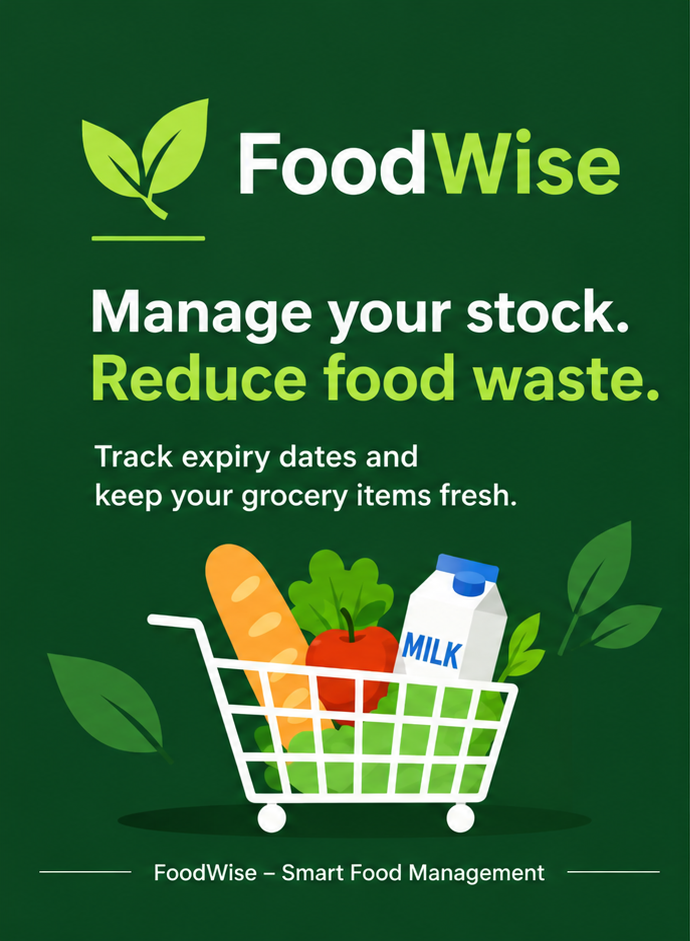 FoodWise
Manage your stock.
Reduce food waste.
Track expiry dates and
keep your grocery items fresh.
MILK
FoodWise – Smart Food Management